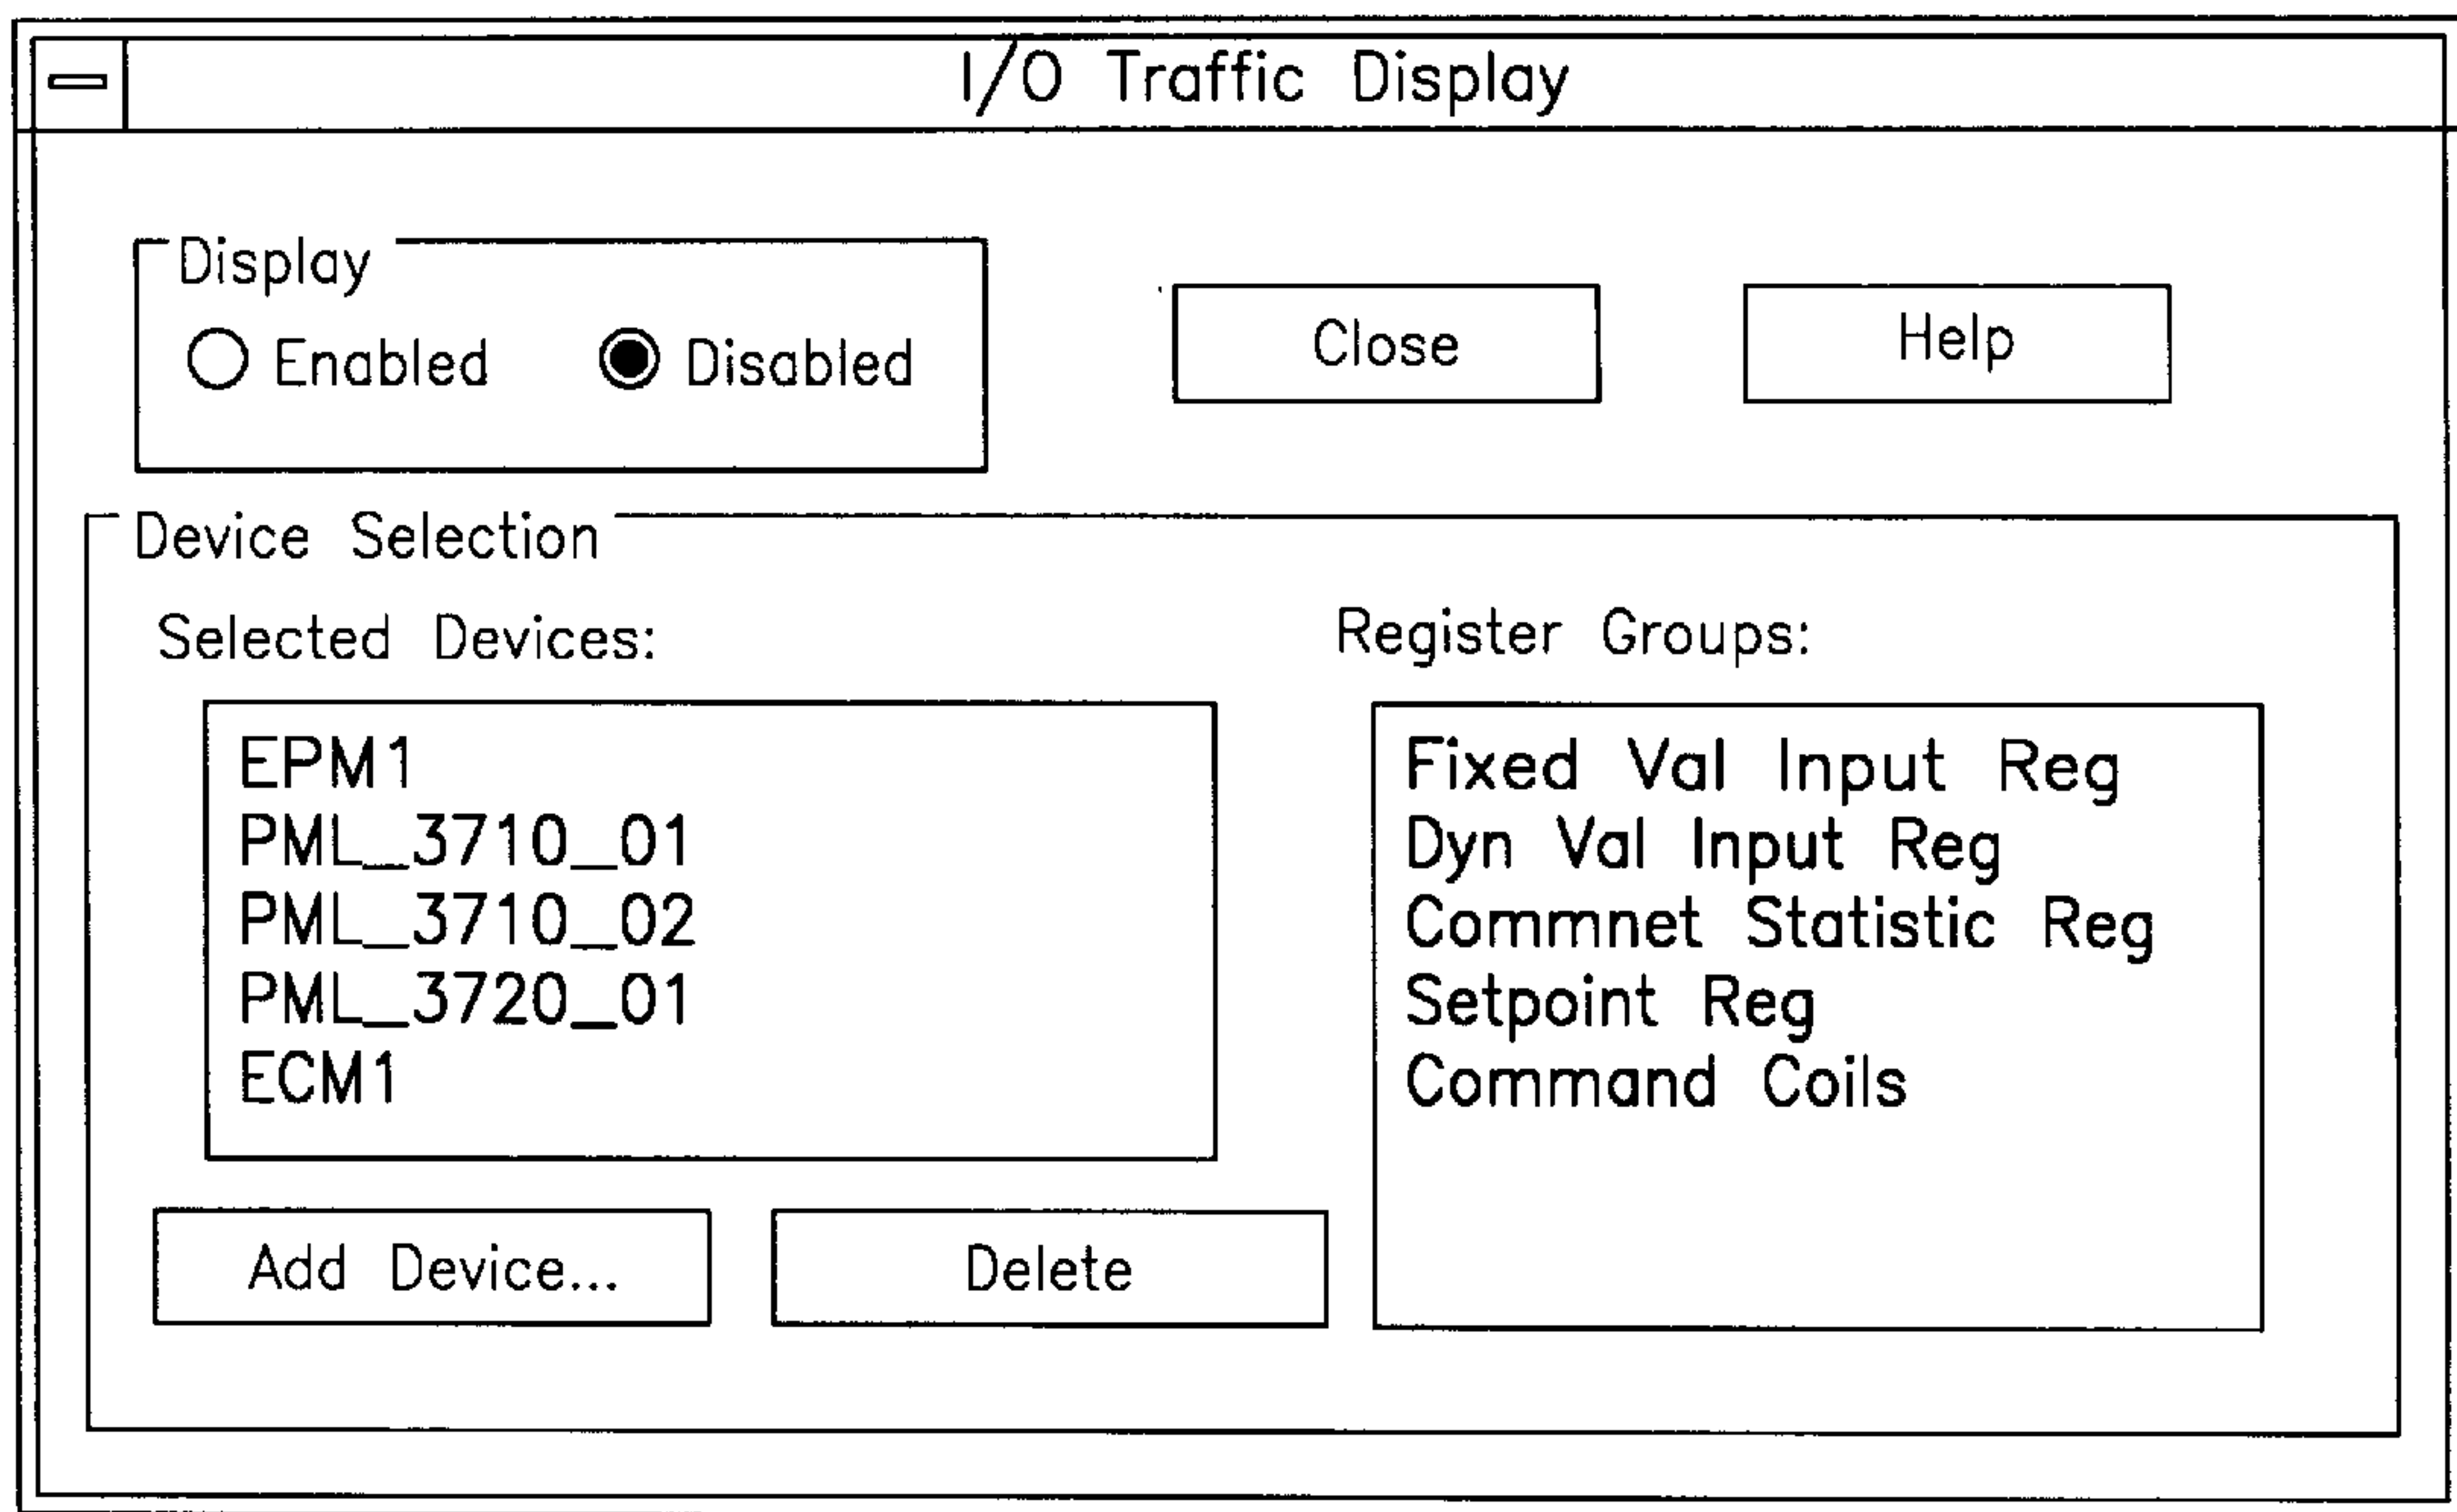 I/O Traffic Display
Display
Enabled Disabled
Close
Help
Device Selection
Selected Devices:
EPM1
PML_3710_01
PML_3710_02
PML_3720_01
ECM1
Add Device...
Delete
Register Groups:
Fixed Val Input Reg
Dyn Val Input Reg
Commnet Statistic Reg
Setpoint Reg
Command Coils